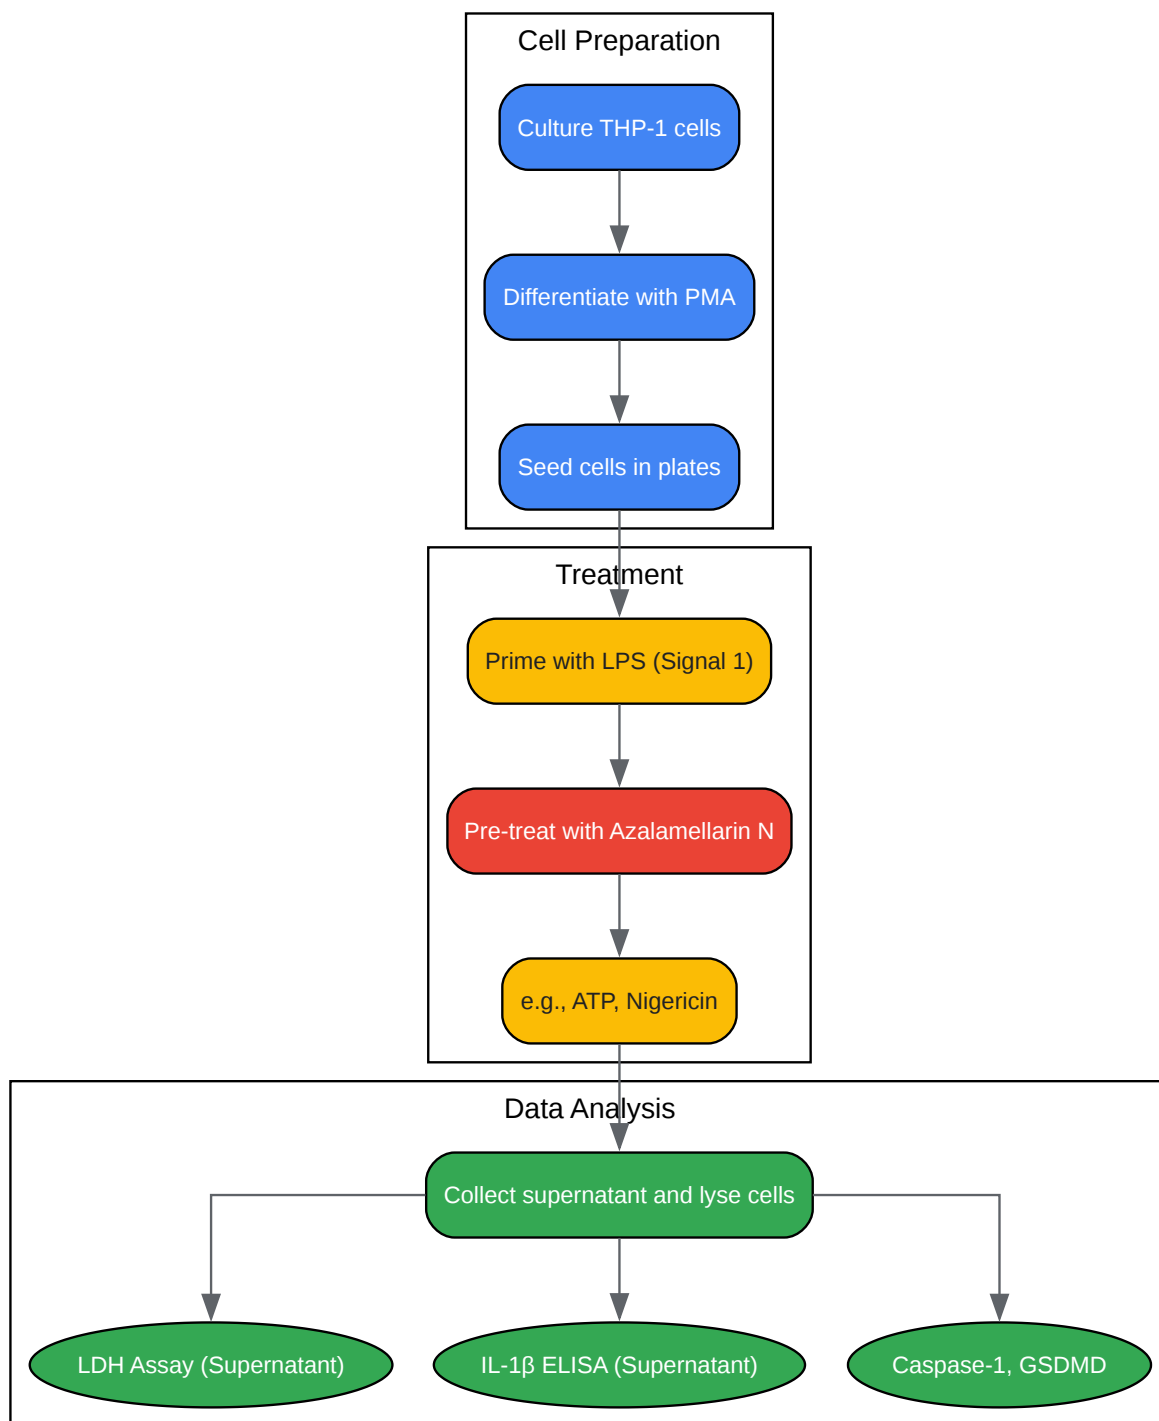 Cell Preparation
Culture THP-1 cells
Differentiate with PMA
Seed cells in plates
Treatment
Prime with LPS (Signal 1)
Pre-treat with Azalamellarin N
e.g., ATP, Nigericin
Data Analysis
Collect supernatant and lyse cells
LDH Assay (Supernatant)
IL-1β ELISA (Supernatant)
Caspase-1, GSDMD